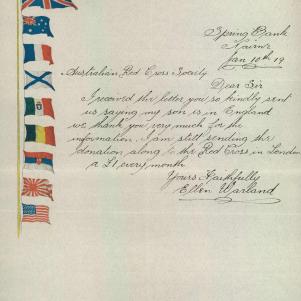 Spring Bank
Nairne
Jan 10th 19
Australian Red Cross Society
Dear Sir
I received the letter you so kindly sent
us saying my son is in England
we thank you very much for the
information. I am still sending the
donation along to the Red Cross in London
a £1 every month
Yours Faithfully
Ellen Warland